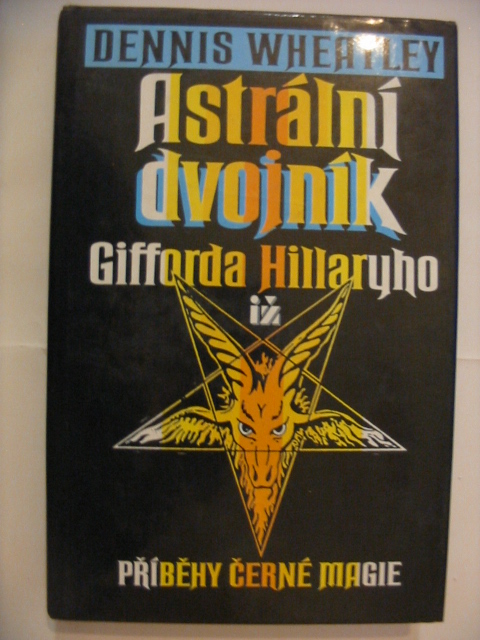 DENNIS WHEATLEY
Astrální
dvojník
Gifforda Hillaryho
iž
PŘÍBĚHY ČERNÉ MAGIE